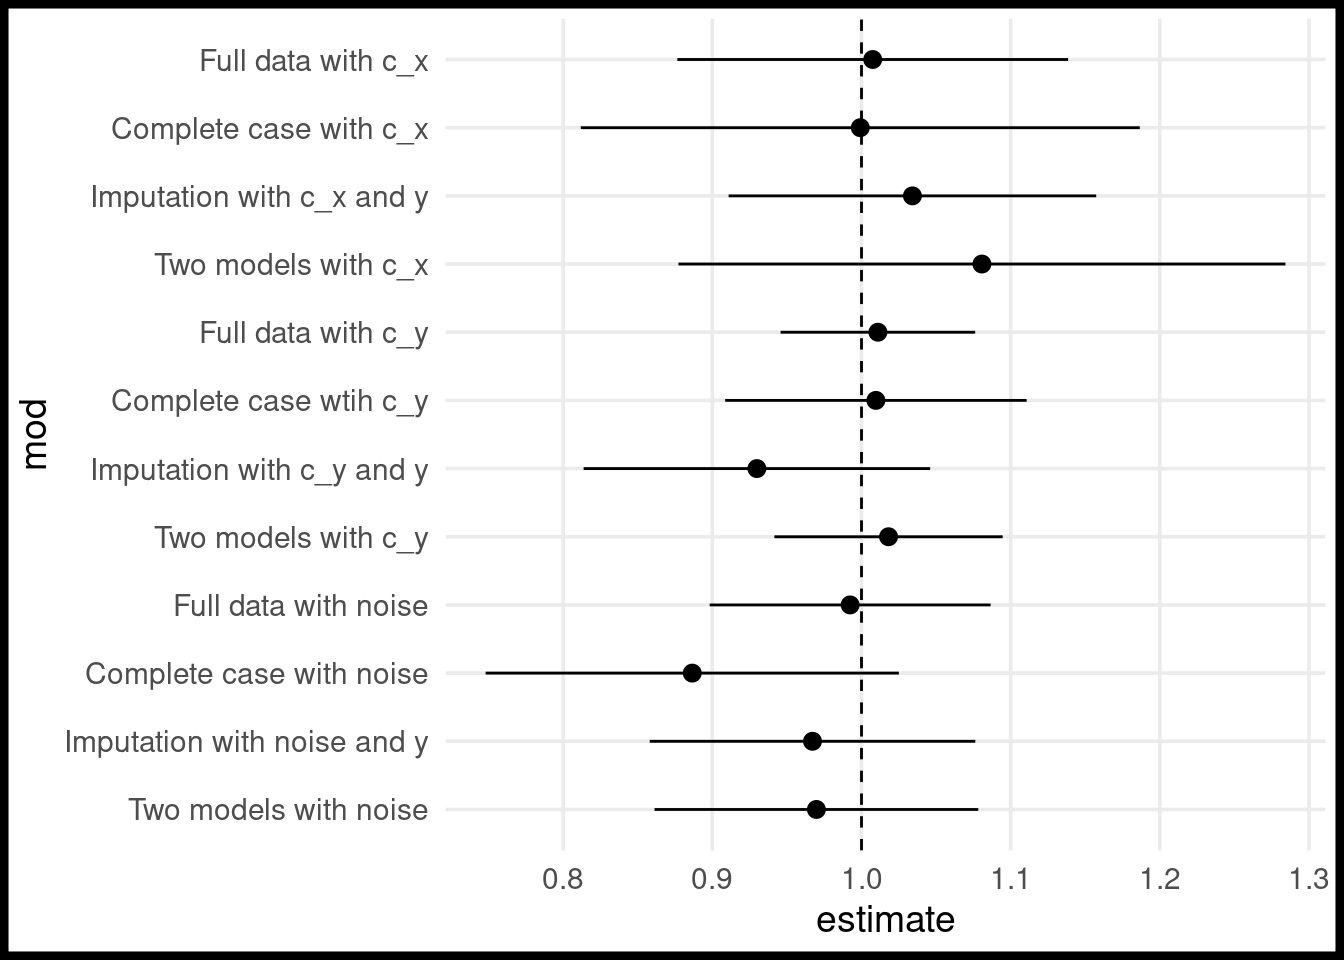 Full data with c_x
Complete case with c_x
Imputation with c_x and y
Two models with c_x
Full data with c_y
Complete case wtih c_y
Imputation with c_y and y
Two models with c_y
Full data with noise
Complete case with noise
Imputation with noise and y
Two models with noise
mod
0.8 0.9 1.0 1.1 1.2 1.3
estimate